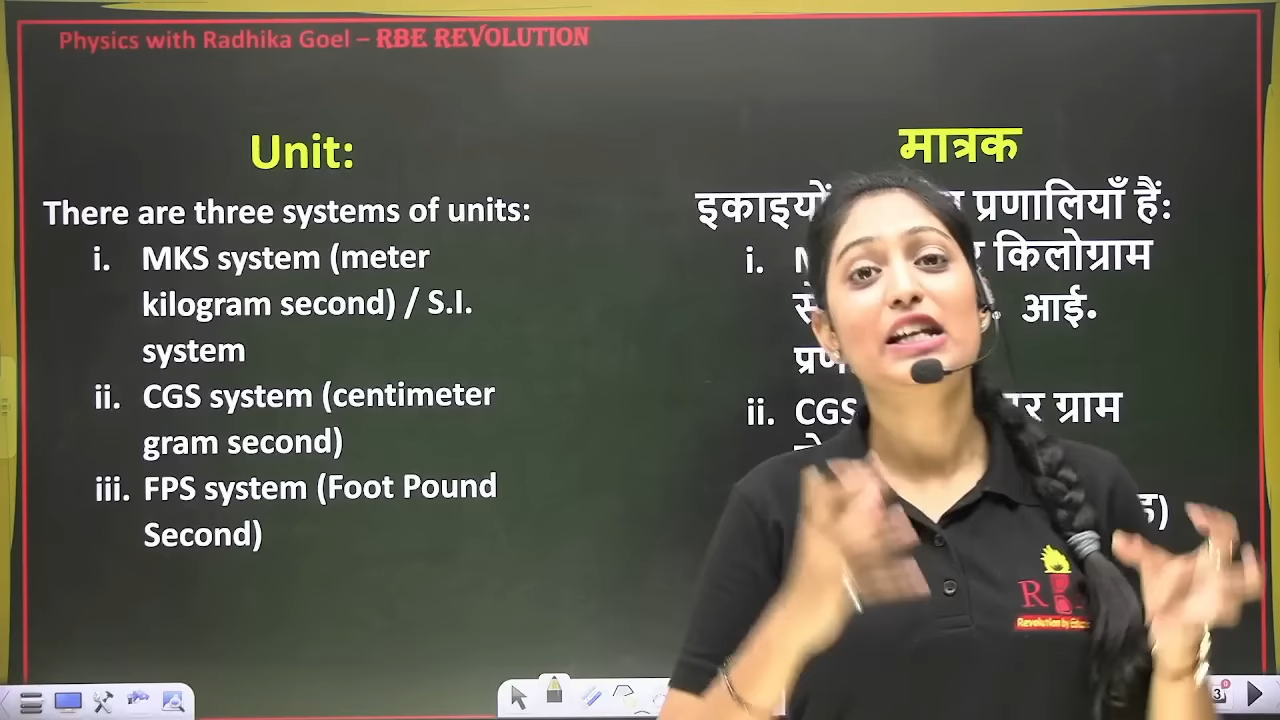 Physics with Radhika Goel – RBE REVOLUTION
Unit:
There are three systems of units:
i. MKS system (meter
kilogram second) / S.I.
system
ii. CGS system (centimeter
gram second)
iii. FPS system (Foot Pound
Second)
मात्रक
प्रणालियाँ हैं:
i. किलोग्राम
आई.
ii. CGS ग्राम